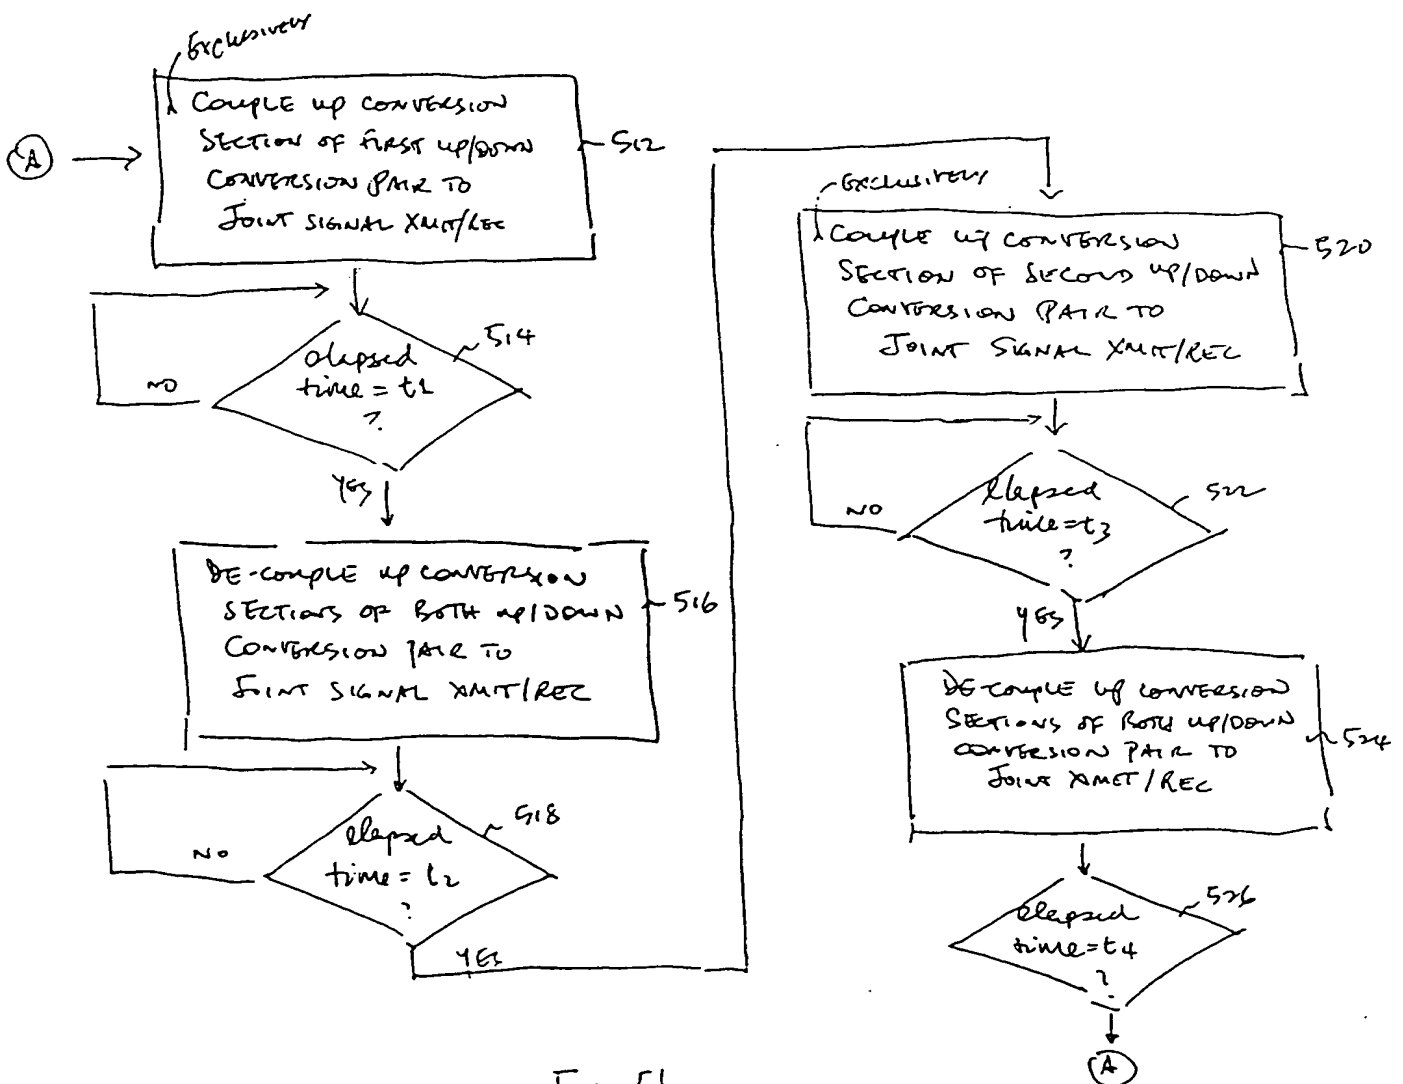 EXCLUSIVELY
A
COUPLE UP CONVERSION
SECTION OF FIRST UP/DOWN
CONVERSION PAIR TO
JOINT SIGNAL XMIT/REC
512
elapsed
time = t1
?
514
NO
YES
DE-COUPLE UP CONVERSION
SECTIONS OF BOTH UP/DOWN
CONVERSION PAIR TO
JOINT SIGNAL XMIT/REC
516
elapsed
time = t2
?
518
NO
YES
EXCLUSIVELY
COUPLE UP CONVERSION
SECTION OF SECOND UP/DOWN
CONVERSION PAIR TO
JOINT SIGNAL XMIT/REC
520
elapsed
time = t3
?
522
NO
YES
DE-COUPLE UP CONVERSION
SECTIONS OF BOTH UP/DOWN
CONVERSION PAIR TO
JOINT XMET/REC
524
elapsed
time = t4
?
526
A